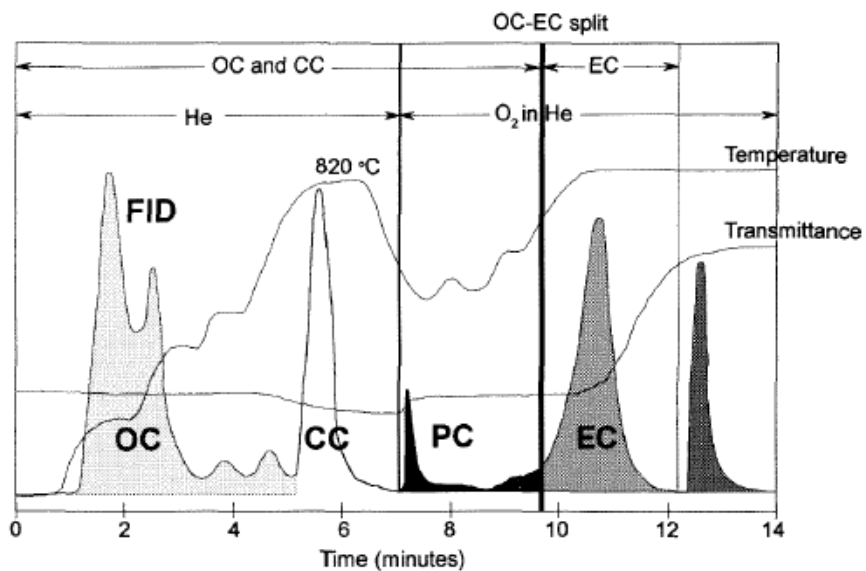 OC-EC split
OC and CC
EC
He
O₂ in He
820 °C
Temperature
FID
Transmittance
OC
CC
PC
EC
0
2
4
6
8
10
12
14
Time (minutes)